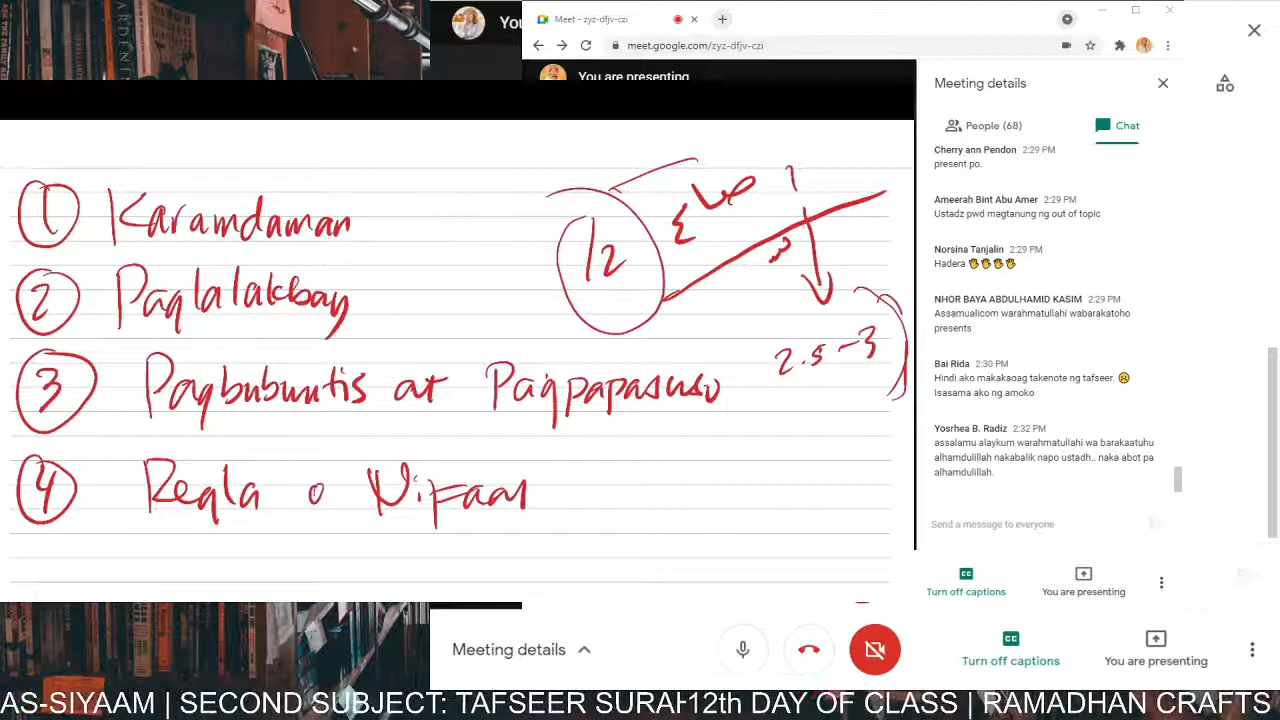 You
Meet - zyz-dfjv-czi
meet.google.com/zyz-dfjv-czi
You are presenting
Meeting details
People (68)
Chat
Cherry ann Pendon 2:29 PM
present po.
Ameerah Bint Abu Amer 2:29 PM
Ustadz pwd magtanung ng out of topic
Norsina Tanjalin 2:29 PM
Hadera 🖐🖐🖐🖐
NHOR BAYA ABDULHAMID KASIM 2:29 PM
Assamualicom warahmatullahi wabarakatoho
presents
Bai Rida 2:30 PM
Hindi ako makakaoag takenote ng tafseer. ☹️
Isasama ako ng amoko
Yosrhea B. Radiz 2:32 PM
assalamu alaykum warahmatullahi wa barakaatuhu
alhamdulillah nakabalik napo ustadh.. naka abot pa
alhamdulillah.
Send a message to everyone
Turn off captions
You are presenting
1 Karamdaman
2 Paglalakbay
3 Pagbubuntis at Pagpapasuso
4 Regla o Nifaas
12
2.5 - 3
Meeting details
Turn off captions
You are presenting
AS-SIYAAM | SECOND SUBJECT: TAFSEER SURAH 12th DAY OF CLASS | RAMADHAN CRAFTS